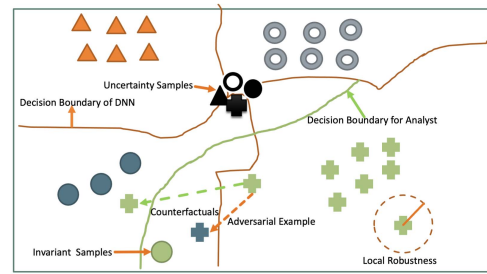 Uncertainty Samples
Decision Boundary of DNN
Decision Boundary for Analyst
Counterfactuals
Adversarial Example
Invariant Samples
Local Robustness